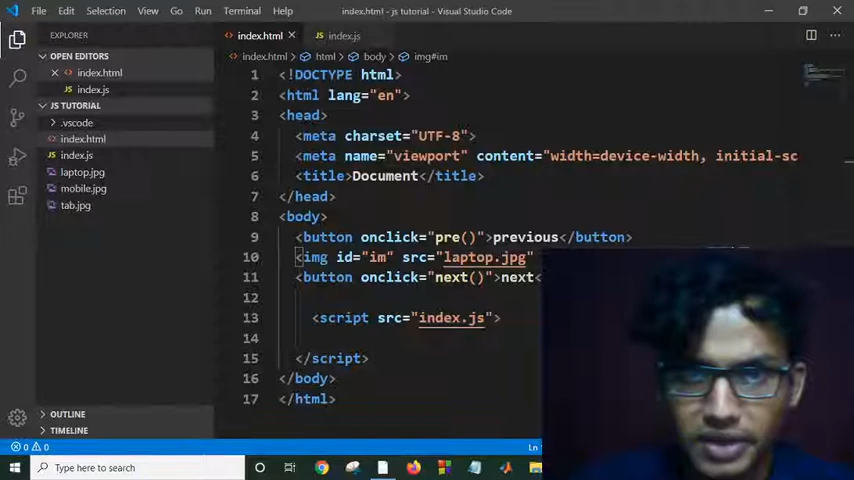 File Edit Selection View Go Run Terminal Help index.html - js tutorial - Visual Studio Code
EXPLORER
OPEN EDITORS
index.html
index.js
JS TUTORIAL
.vscode
index.html
index.js
laptop.jpg
mobile.jpg
tab.jpg
OUTLINE
TIMELINE
index.html index.js
index.html > html > body > img#im
1 <!DOCTYPE html>
2 <html lang="en">
3 <head>
4 <meta charset="UTF-8">
5 <meta name="viewport" content="width=device-width, initial-sc
6 <title>Document</title>
7 </head>
8 <body>
9 <button onclick="pre()">previous</button>
10 <img id="im" src="laptop.jpg"
11 <button onclick="next()">next<
12
13 <script src="index.js">
14
15 </script>
16 </body>
17 </html>
0 0 Ln
Type here to search